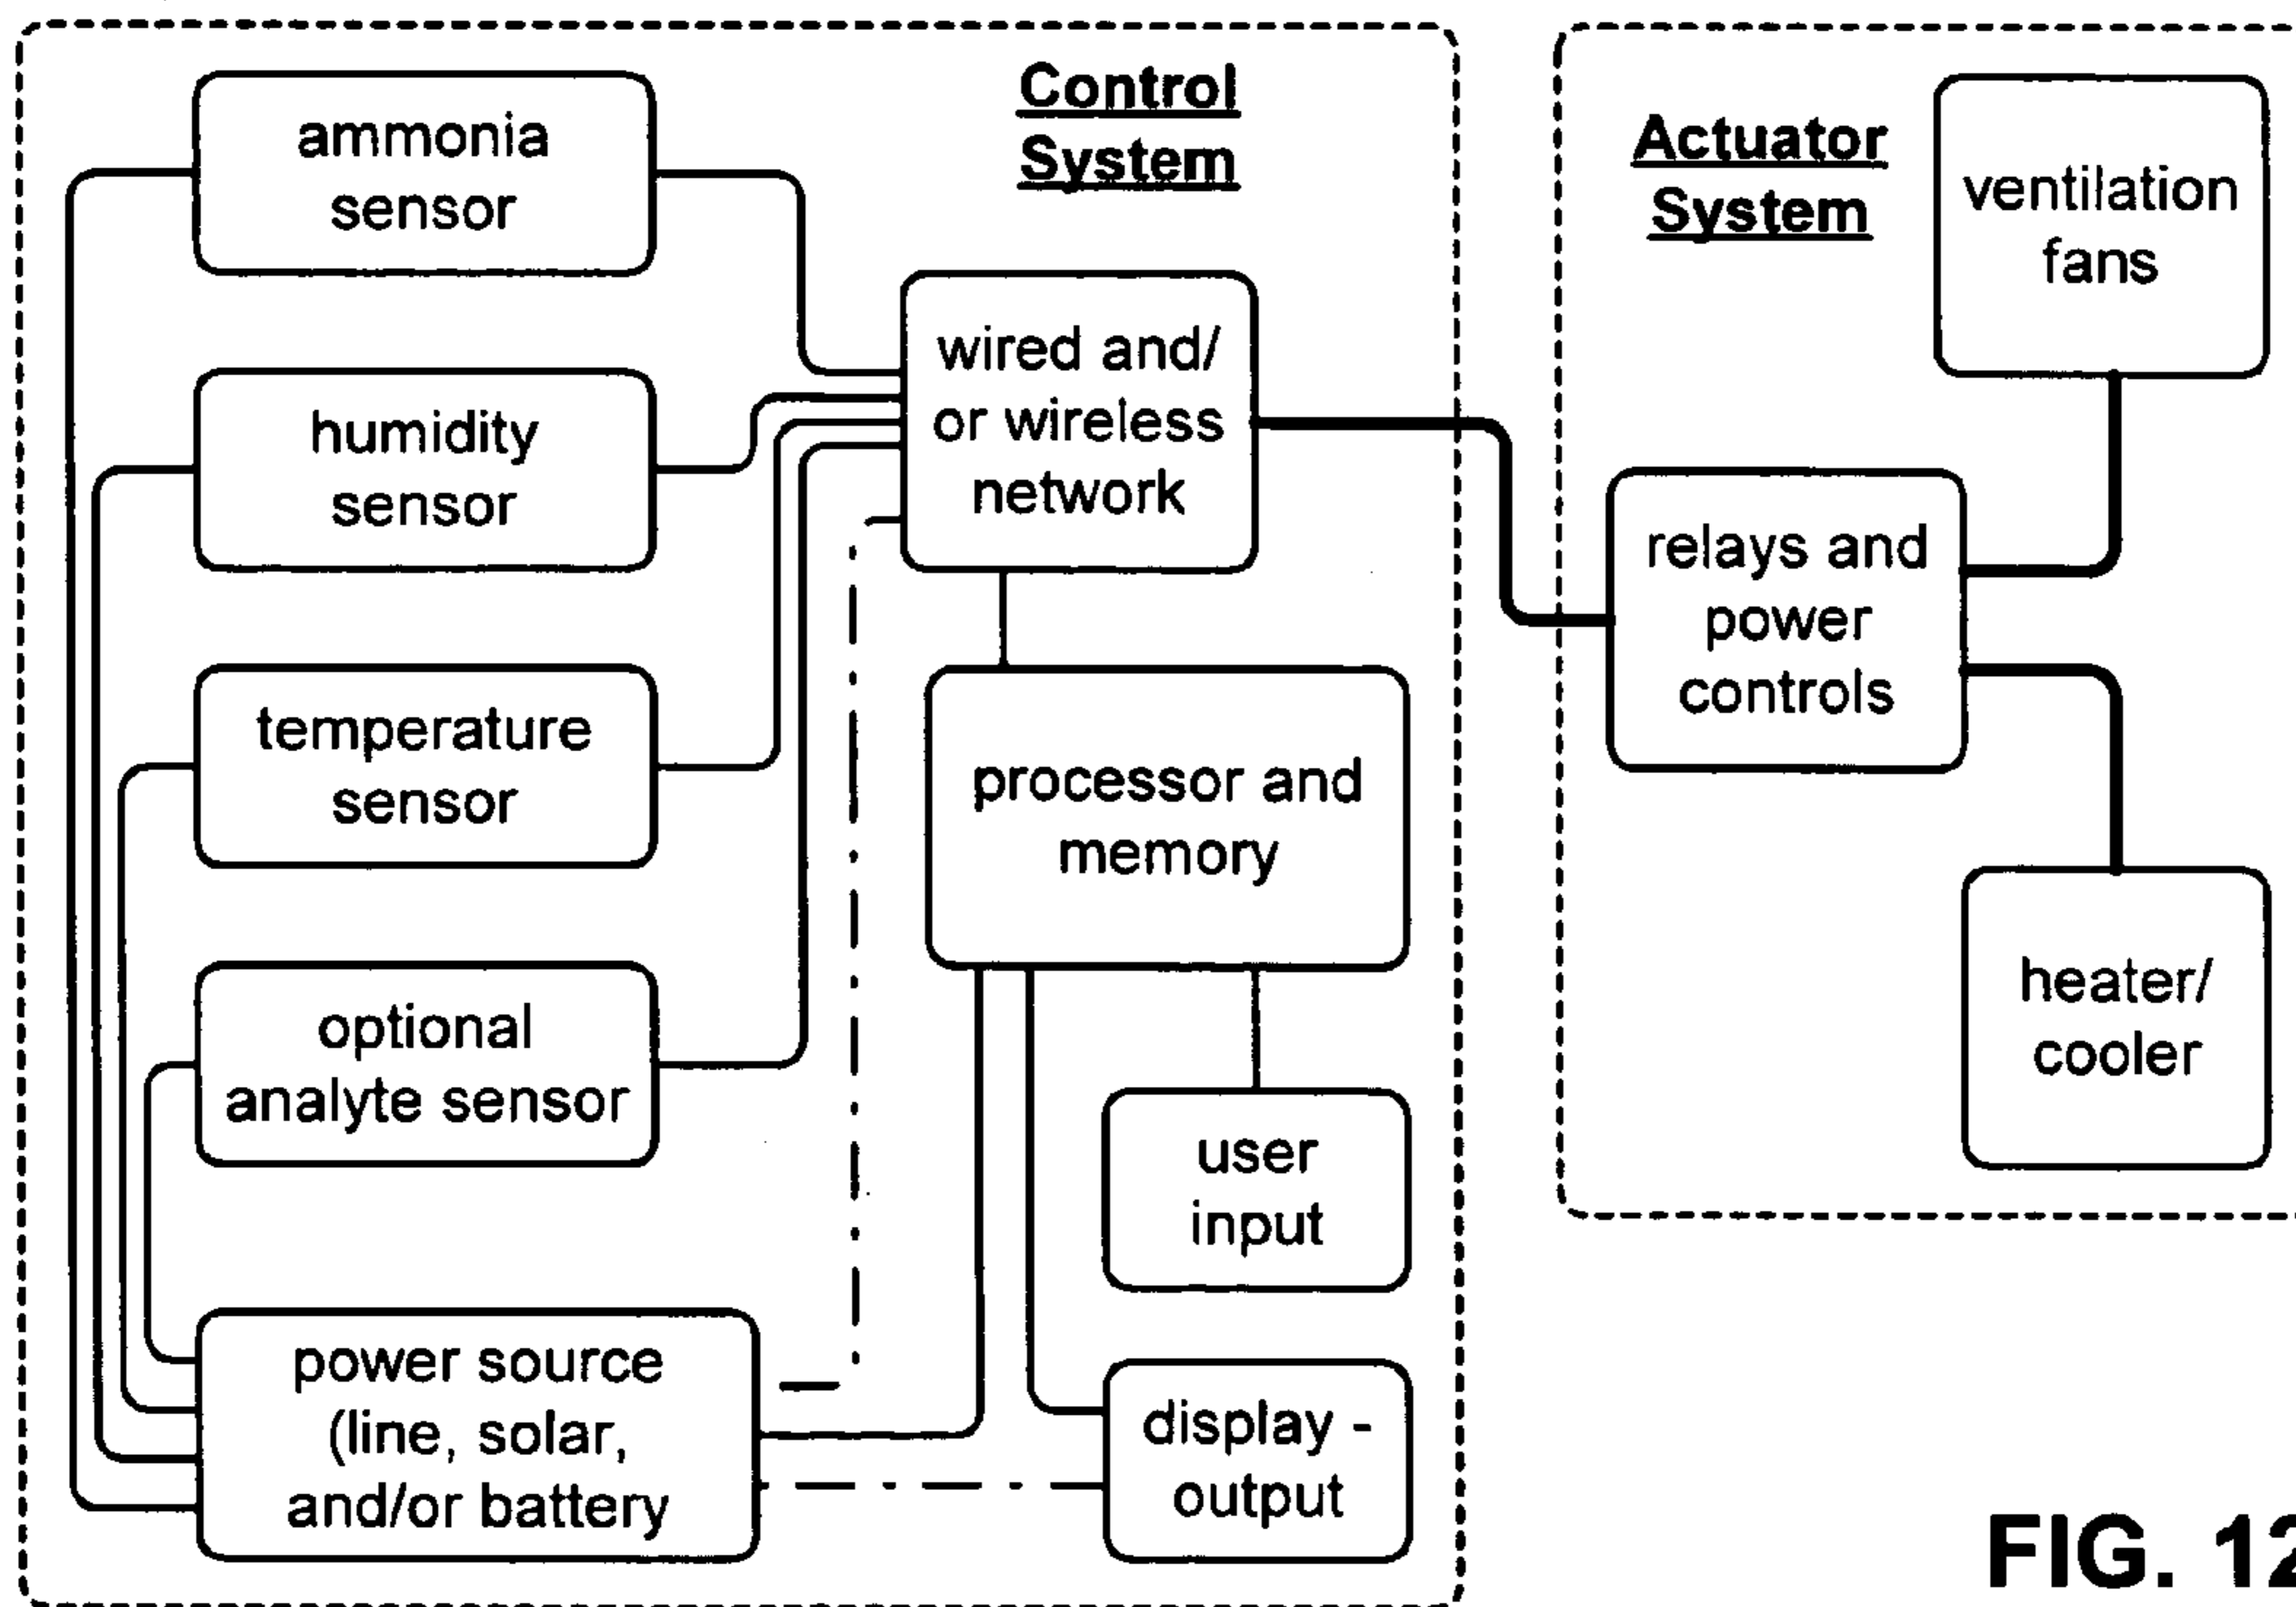 Control
System
ammonia
sensor
humidity
sensor
temperature
sensor
optional
analyte sensor
power source
(line, solar,
and/or battery
wired and/
or wireless
network
processor and
memory
user
input
display -
output
Actuator
System
ventilation
fans
relays and
power
controls
heater/
cooler
FIG. 12